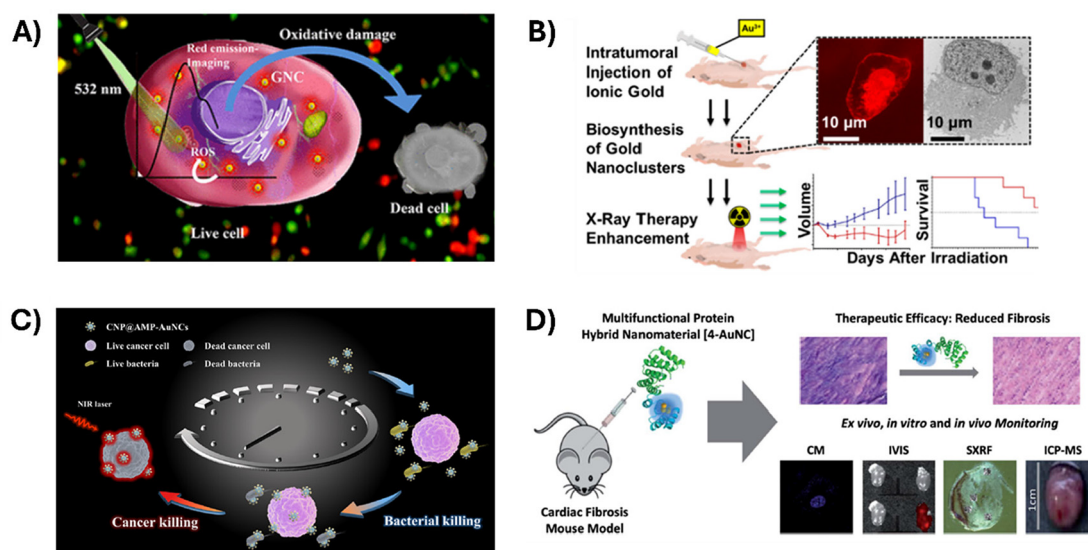 A)
Red emission-
Imaging
Oxidative damage
532 nm
GNC
ROS
Dead cell
Live cell
B)
Au³⁺
Intratumoral
Injection of
Ionic Gold
10 µm
10 µm
Biosynthesis
of Gold
Nanoclusters
X-Ray Therapy
Enhancement
Volume
Survival
Days After Irradiation
C)
CNP@AMP-AuNCs
Live cancer cell
Dead cancer cell
Live bacteria
Dead bacteria
NIR laser
Cancer killing
Bacterial killing
D)
Multifunctional Protein
Hybrid Nanomaterial [4-AuNC]
Cardiac Fibrosis
Mouse Model
Therapeutic Efficacy: Reduced Fibrosis
Ex vivo, in vitro and in vivo Monitoring
CM
IVIS
SXRF
ICP-MS
1cm